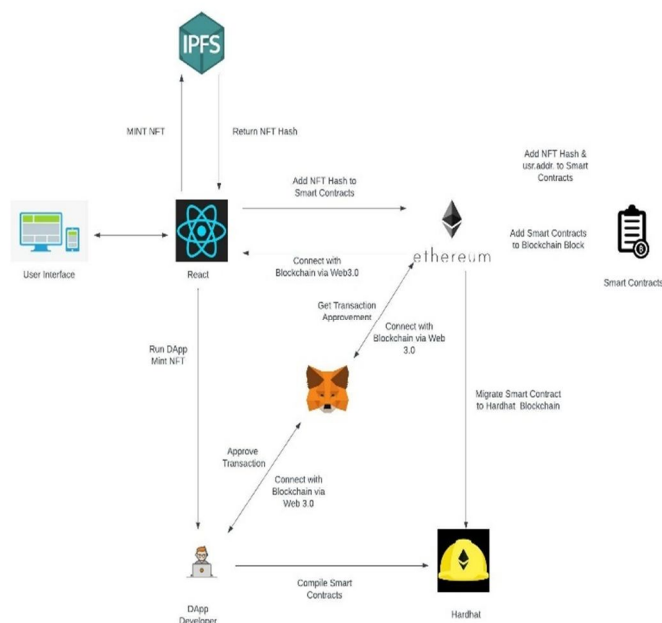 IPFS
MINT NFT
Return NFT Hash
Add NFT Hash &
usr.addr. to Smart
Contracts
Add NFT Hash to
Smart Contracts
Add Smart Contracts
to Blockchain Block
User Interface
React
Connect with
Blockchain via Web3.0
ethereum
Smart Contracts
Get Transaction
Approvement
Connect with
Blockchain via Web
3.0
Run DApp
Mint NFT
Migrate Smart Contract
to Hardhat Blockchain
Approve
Transaction
Connect with
Blockchain via
Web 3.0
Compile Smart
Contracts
DApp
Developer
Hardhat